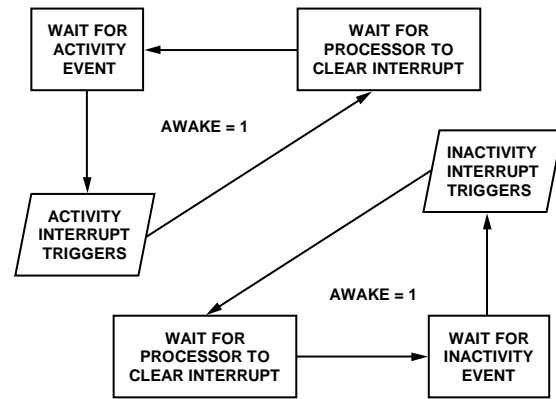 WAIT FOR
ACTIVITY
EVENT
WAIT FOR
PROCESSOR TO
CLEAR INTERRUPT
AWAKE = 1
ACTIVITY
INTERRUPT
TRIGGERS
INACTIVITY
INTERRUPT
TRIGGERS
AWAKE = 1
WAIT FOR
PROCESSOR TO
CLEAR INTERRUPT
WAIT FOR
INACTIVITY
EVENT